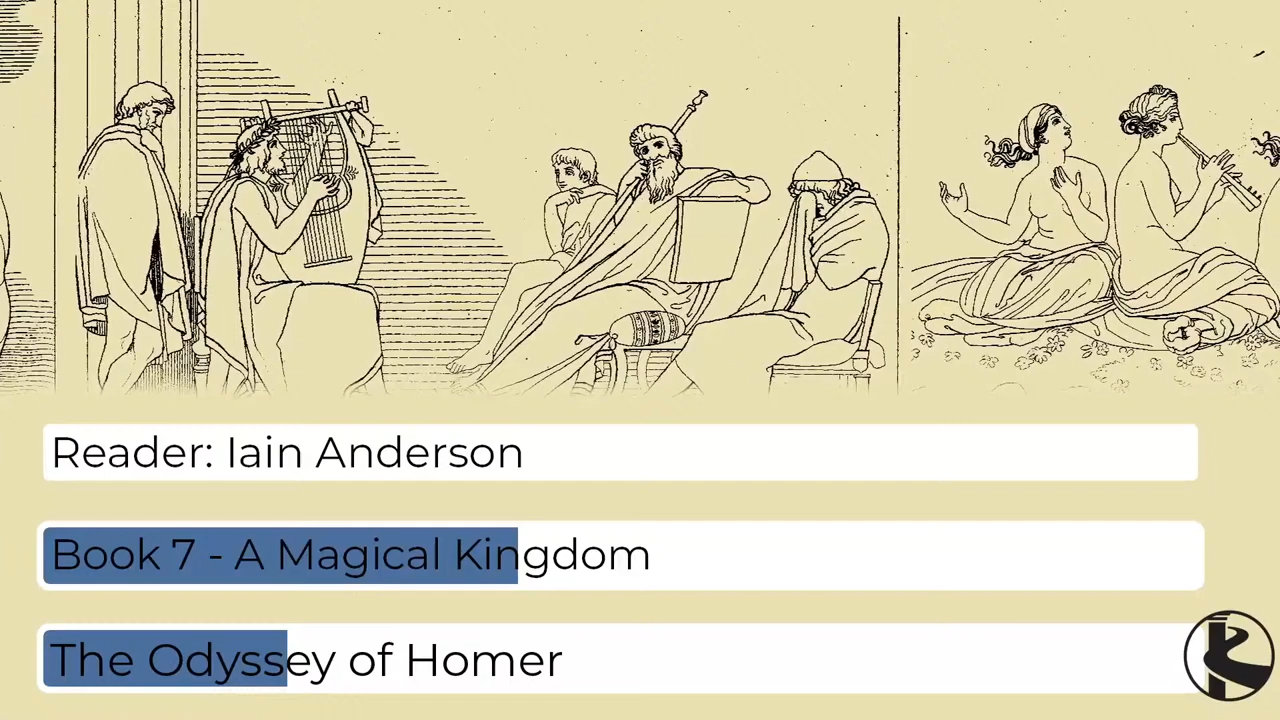 Reader: Iain Anderson
Book 7 - A Magical Kingdom
The Odyssey of Homer